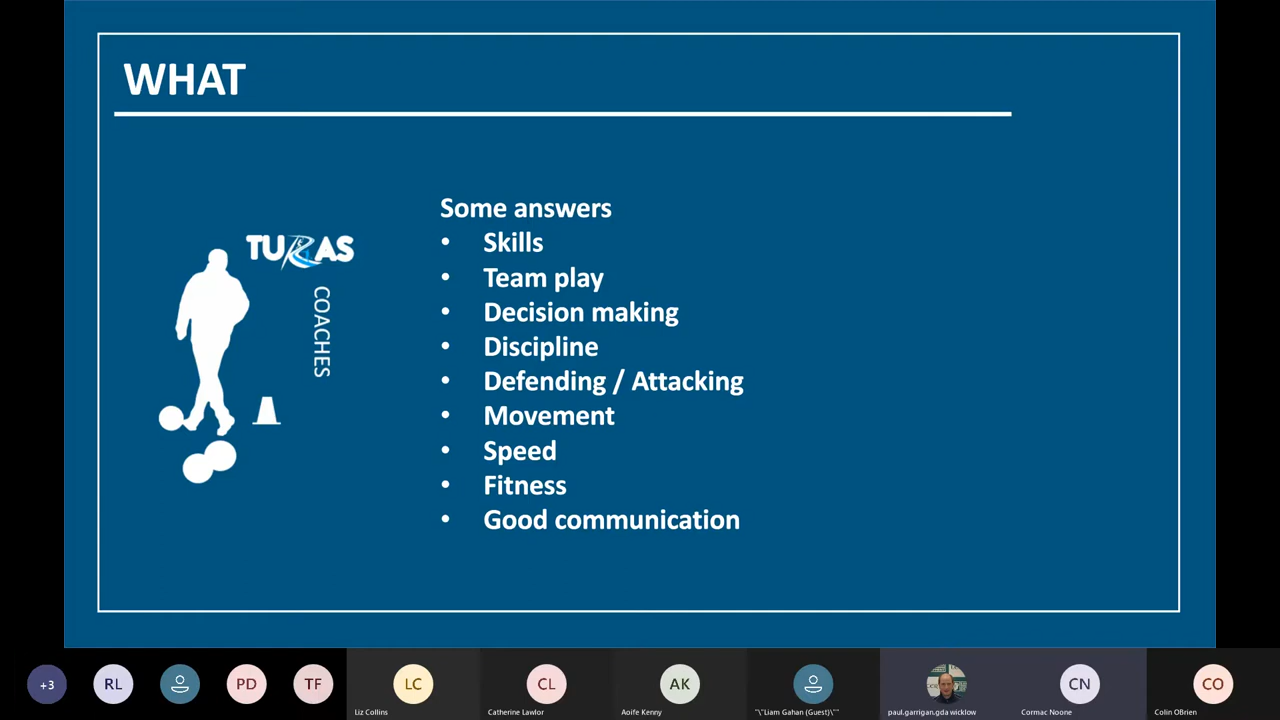 WHAT
TURAS
COACHES
Some answers
• Skills
• Team play
• Decision making
• Discipline
• Defending / Attacking
• Movement
• Speed
• Fitness
• Good communication
+3
RL
PD
TF
LC
CL
AK
CN
CO
Liz Collins
Catherine Lawlor
Aoife Kenny
"\"Liam Gahan (Guest)\""
paul.garrigan.gda wicklow
Cormac Noone
Colin OBrien